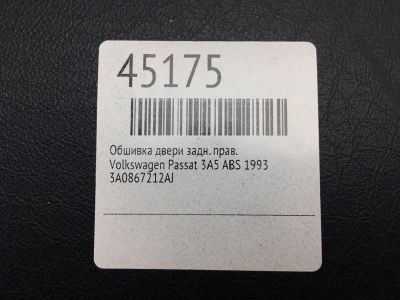 45175
Обшивка двери задн. прав.
Volkswagen Passat 3A5 ABS 1993
3A0867212AJ